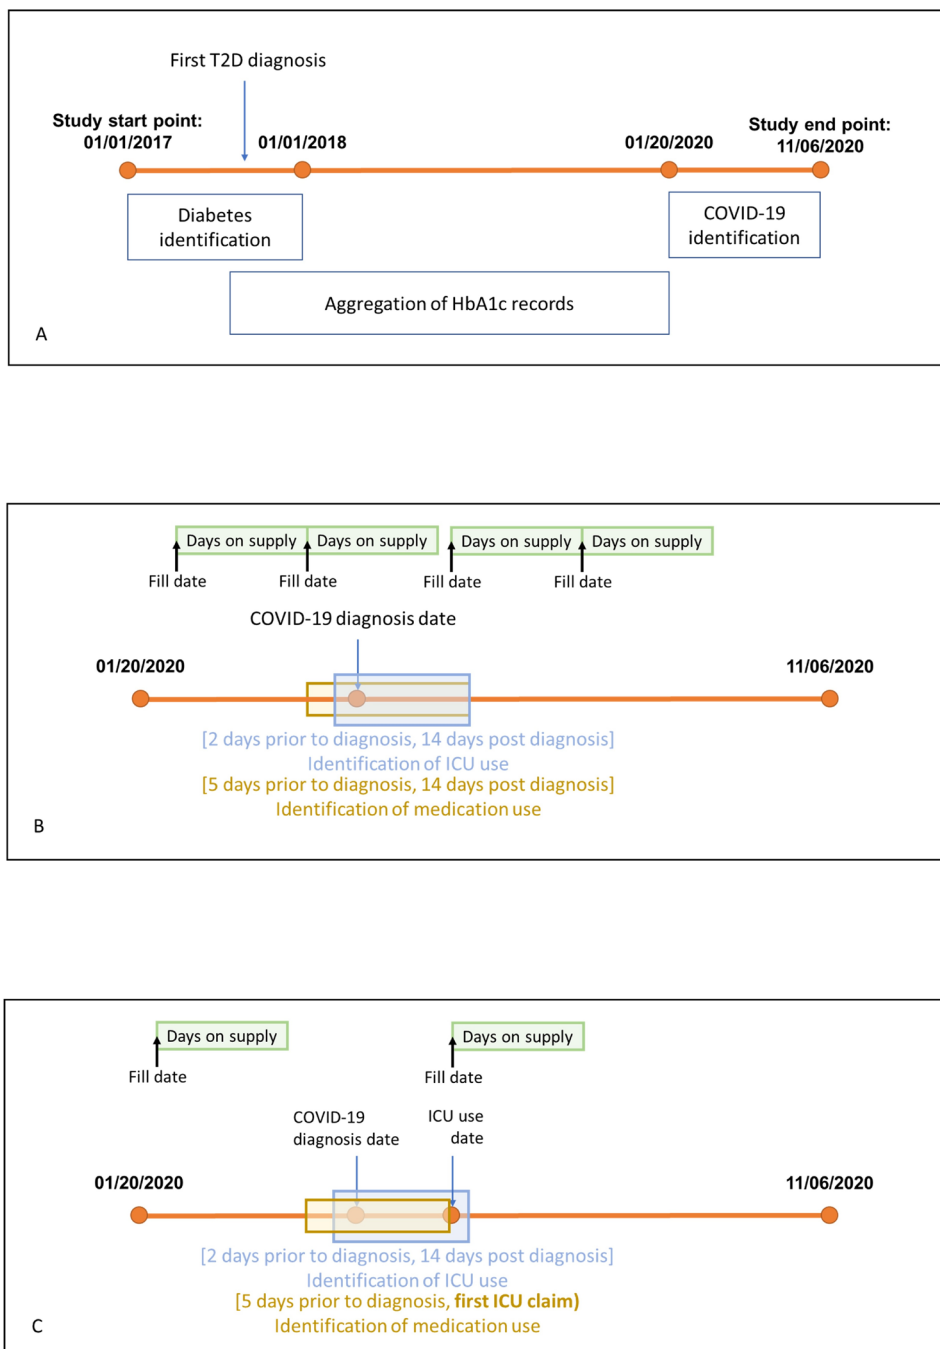 First T2D diagnosis
Study start point:
01/01/2017
01/01/2018
01/20/2020
Study end point:
11/06/2020
Diabetes
identification
COVID-19
identification
Aggregation of HbA1c records
A
Days on supply
Days on supply
Days on supply
Days on supply
Fill date
Fill date
Fill date
Fill date
COVID-19 diagnosis date
01/20/2020
11/06/2020
[2 days prior to diagnosis, 14 days post diagnosis]
Identification of ICU use
[5 days prior to diagnosis, 14 days post diagnosis]
Identification of medication use
B
Days on supply
Days on supply
Fill date
Fill date
COVID-19
diagnosis date
ICU use
date
01/20/2020
11/06/2020
[2 days prior to diagnosis, 14 days post diagnosis]
Identification of ICU use
[5 days prior to diagnosis, first ICU claim)
Identification of medication use
C